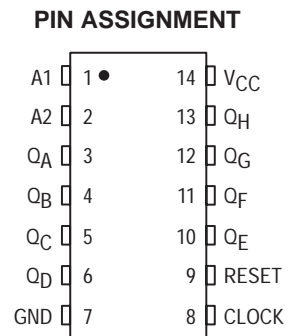 PIN ASSIGNMENT
A1 1 14 VCC
A2 2 13 QH
QA 3 12 QG
QB 4 11 QF
QC 5 10 QE
QD 6 9 RESET
GND 7 8 CLOCK